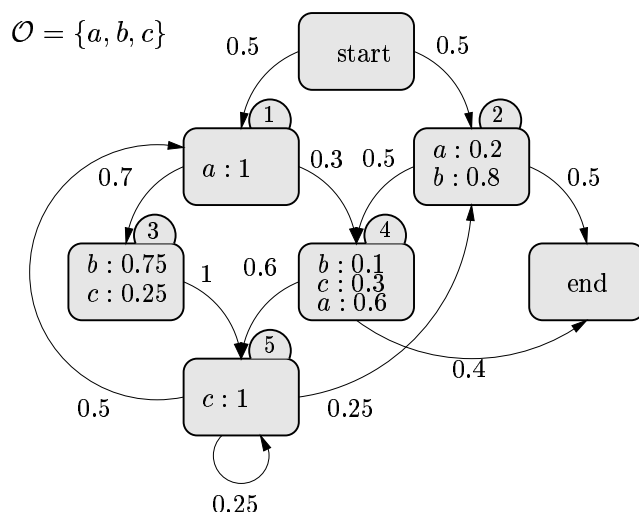 𝒪 = {a, b, c}
0.5
start
0.5
1
a : 1
0.3
0.5
2
a : 0.2
b : 0.8
0.5
0.7
3
b : 0.75
c : 0.25
1
0.6
4
b : 0.1
c : 0.3
a : 0.6
end
5
c : 1
0.4
0.5
0.25
0.25